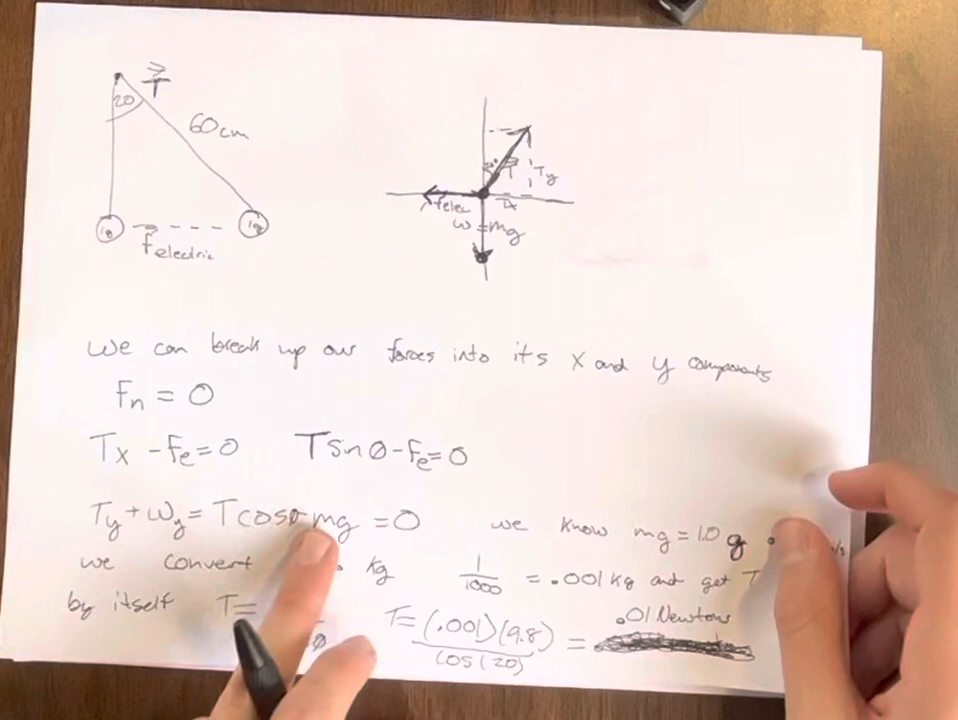 20 T
60cm
1g 1g
Felectric
T Ty
Felec Tx
w=mg
we can break up our forces into its x and y components
Fn = 0
Tx - Fe = 0 T sin θ - Fe = 0
Ty + Wy = T cosθ mg = 0 we know mg = 1.0 g
we convert kg 1/1000 = .001 kg and get T
by itself T= θ T= (.001)(9.8)/cos(20) = .01 Newtons